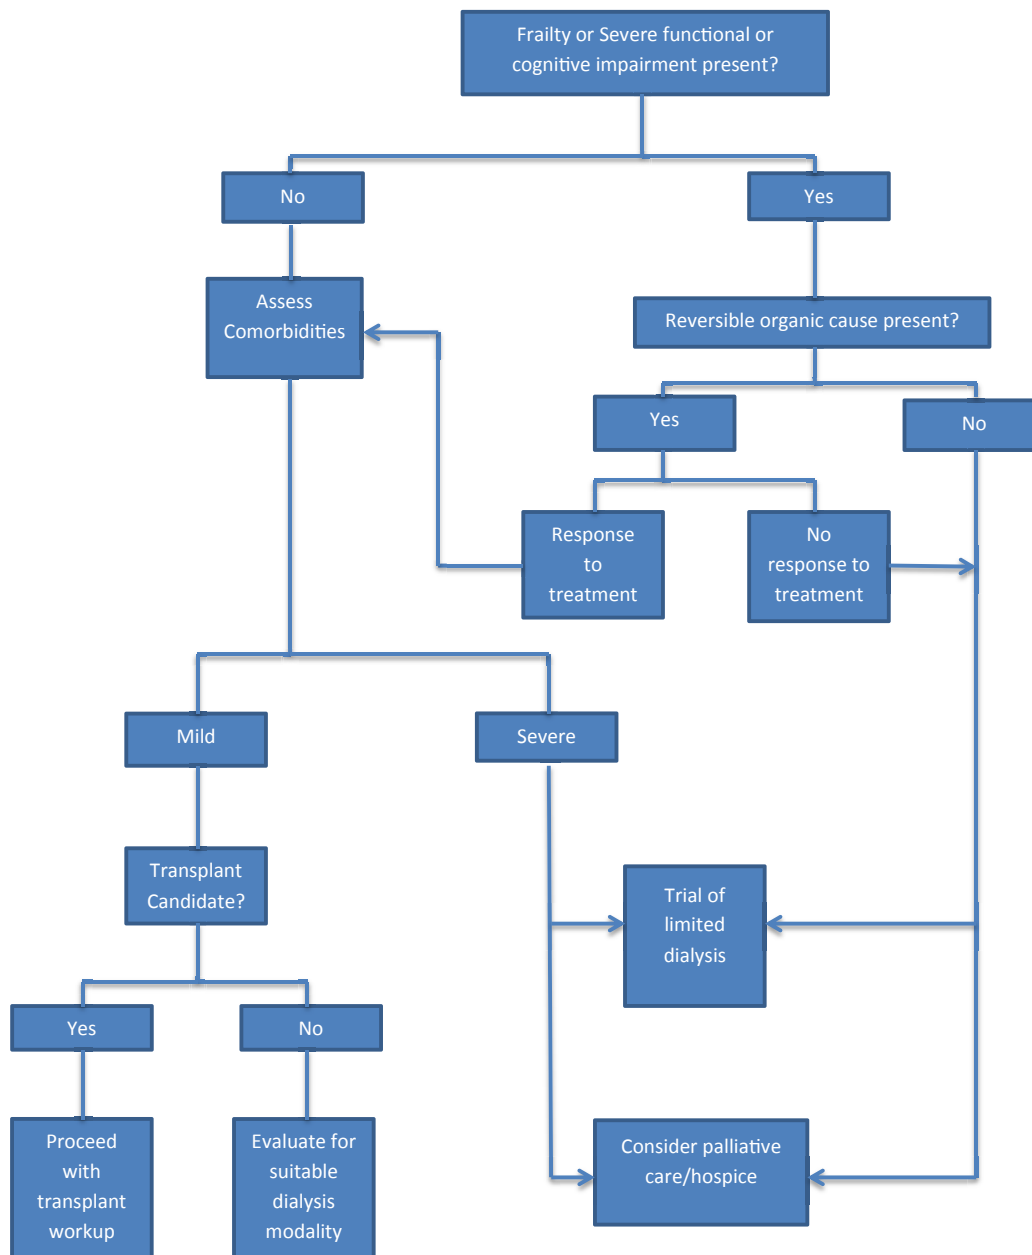 Frailty or Severe functional or
cognitive impairment present?
No
Yes
Assess
Comorbidities
Reversible organic cause present?
Yes
No
Response
to
treatment
No
response to
treatment
Mild
Severe
Transplant
Candidate?
Trial of
limited
dialysis
Yes
No
Proceed
with
transplant
workup
Evaluate for
suitable
dialysis
modality
Consider palliative
care/hospice